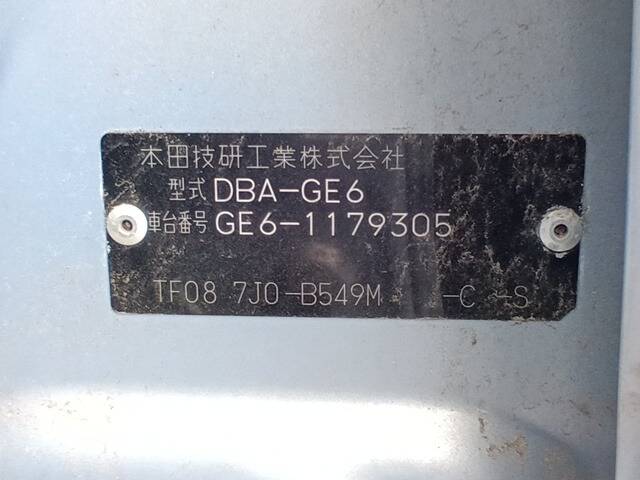 本田技研工業株式会社
型式 DBA-GE6
車台番号 GE6-1179305
TF08 7J0-B549M -C -S